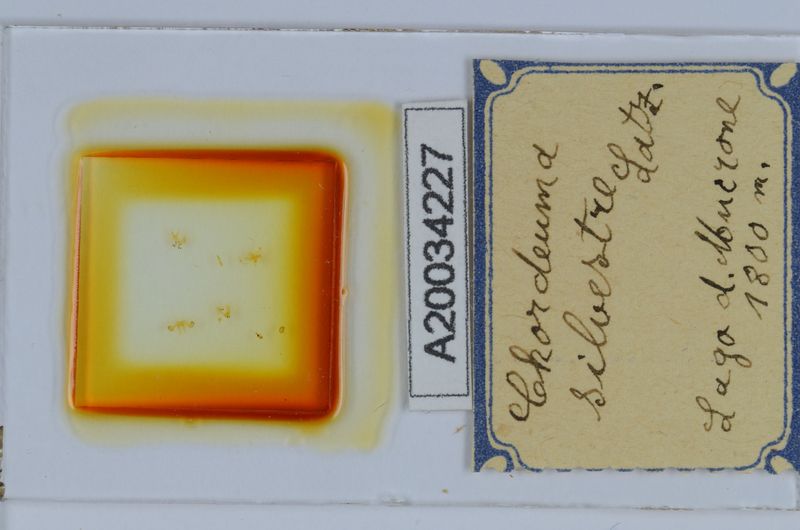 A20034227
Chordeuma
silvestre Latz.
Lago d. Mucrone
1800 m.